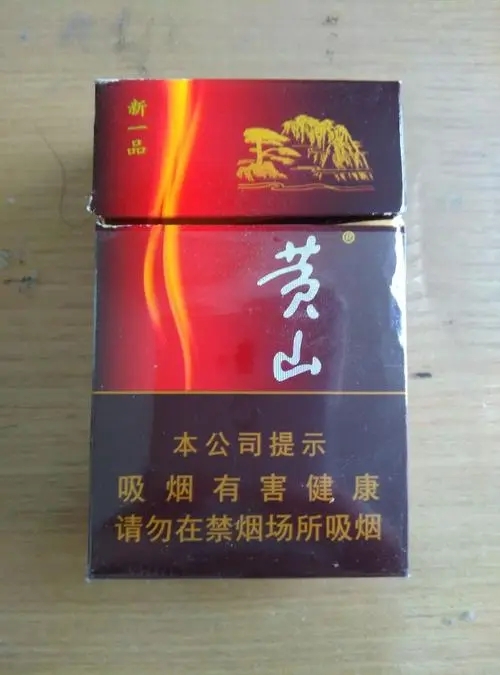 新一品
黄山
本公司提示
吸烟有害健康
请勿在禁烟场所吸烟